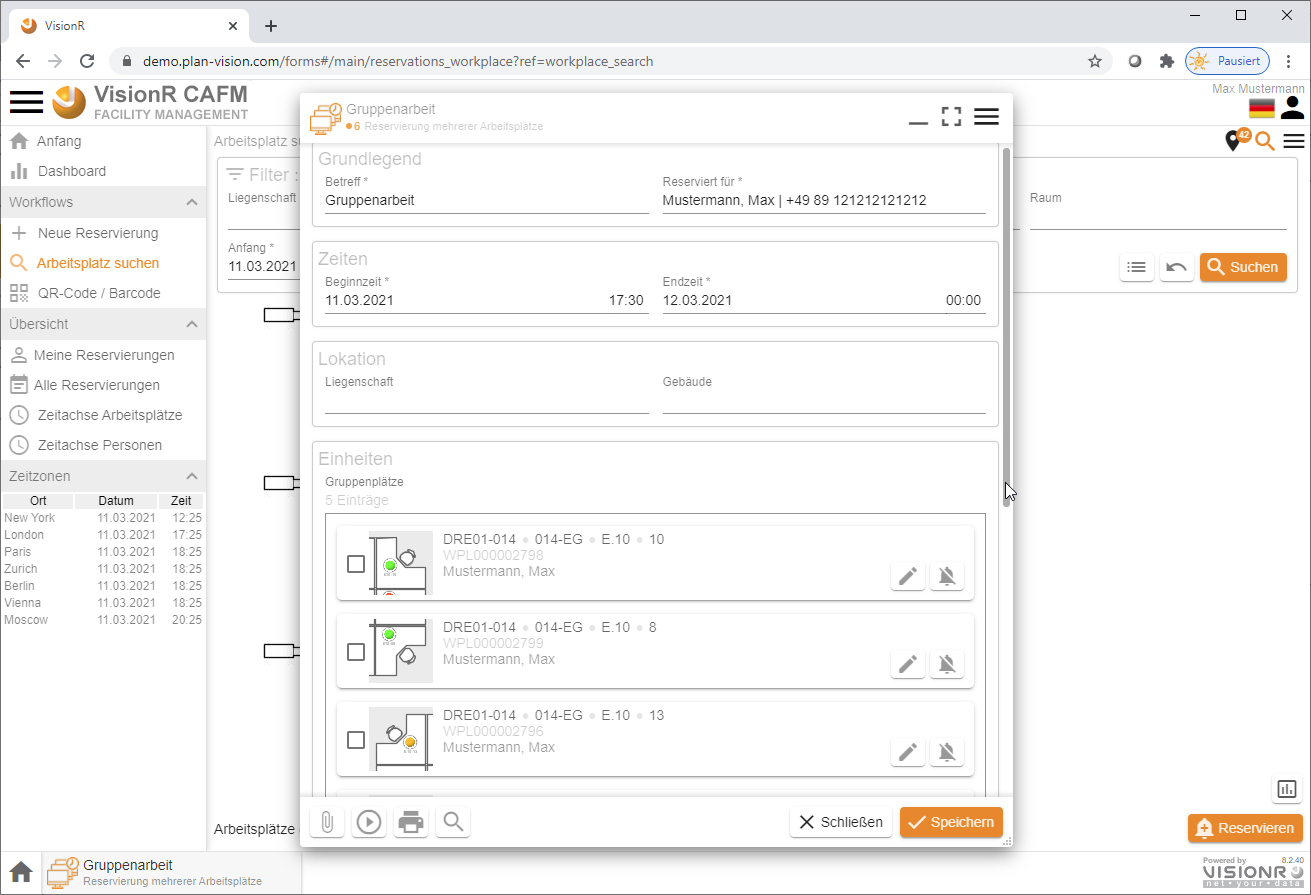 VisionR
demo.plan-vision.com/forms#/main/reservations_workplace?ref=workplace_search
Pausiert
VisionR CAFM
FACILITY MANAGEMENT
Max Mustermann
42
Anfang
Dashboard
Workflows
Neue Reservierung
Arbeitsplatz suchen
QR-Code / Barcode
Übersicht
Meine Reservierungen
Alle Reservierungen
Zeitachse Arbeitsplätze
Zeitachse Personen
Zeitzonen
Ort Datum Zeit
New York 11.03.2021 12:25
London 11.03.2021 17:25
Paris 11.03.2021 18:25
Zurich 11.03.2021 18:25
Berlin 11.03.2021 18:25
Vienna 11.03.2021 18:25
Moscow 11.03.2021 20:25
Arbeitsplatz su
Filter :
Liegenschaft
Raum
Anfang *
11.03.2021
Suchen
Gruppenarbeit
6 Reservierung mehrerer Arbeitsplätze
Grundlegend
Betreff * Reserviert für *
Gruppenarbeit Mustermann, Max | +49 89 121212121212
Zeiten
Beginnzeit * Endzeit *
11.03.2021 17:30 12.03.2021 00:00
Lokation
Liegenschaft Gebäude
Einheiten
Gruppenplätze
5 Einträge
DRE01-014 • 014-EG • E.10 • 10
WPL000002798
Mustermann, Max
DRE01-014 • 014-EG • E.10 • 8
WPL000002799
Mustermann, Max
DRE01-014 • 014-EG • E.10 • 13
WPL000002796
Mustermann, Max
Schließen
Speichern
Arbeitsplätze
Reservieren
Gruppenarbeit
Reservierung mehrerer Arbeitsplätze
Powered by 8.2.40
VISIONR
net • your • data